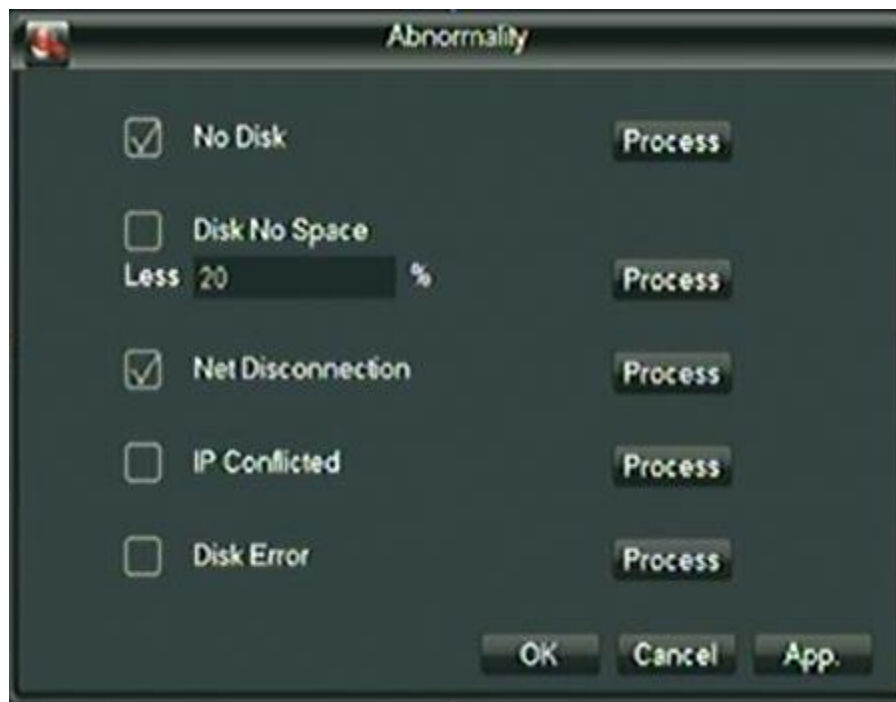 Abnormality
No Disk Process
Disk No Space
Less 20 % Process
Net Disconnection Process
IP Conflicted Process
Disk Error Process
OK Cancel App.